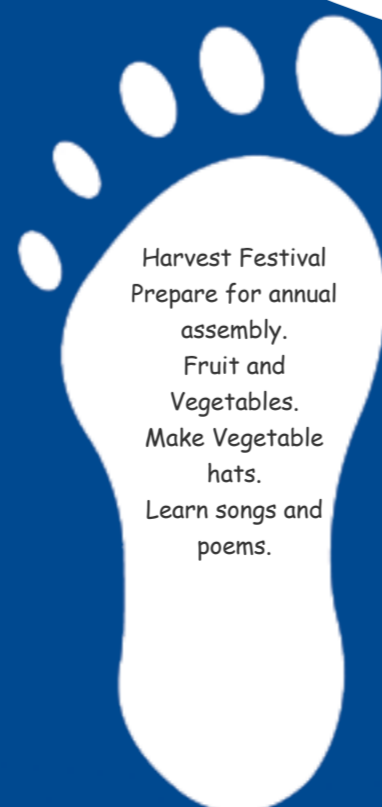 Harvest Festival
Prepare for annual
assembly.
Fruit and
Vegetables.
Make Vegetable
hats.
Learn songs and
poems.